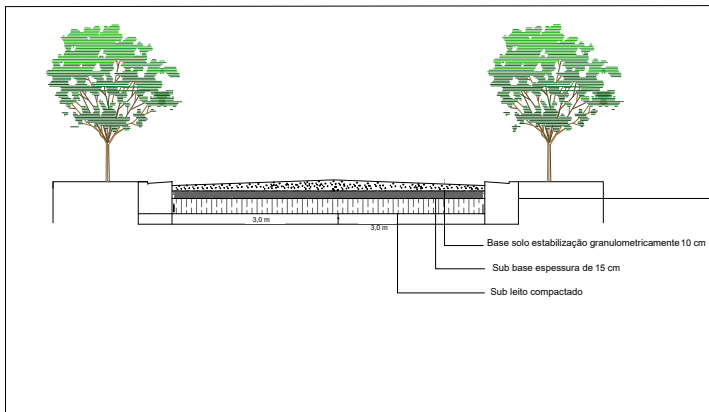 3,0 m
3,0 m
Base solo estabilização granulometricamente 10 cm
Sub base espessura de 15 cm
Sub leito compactado